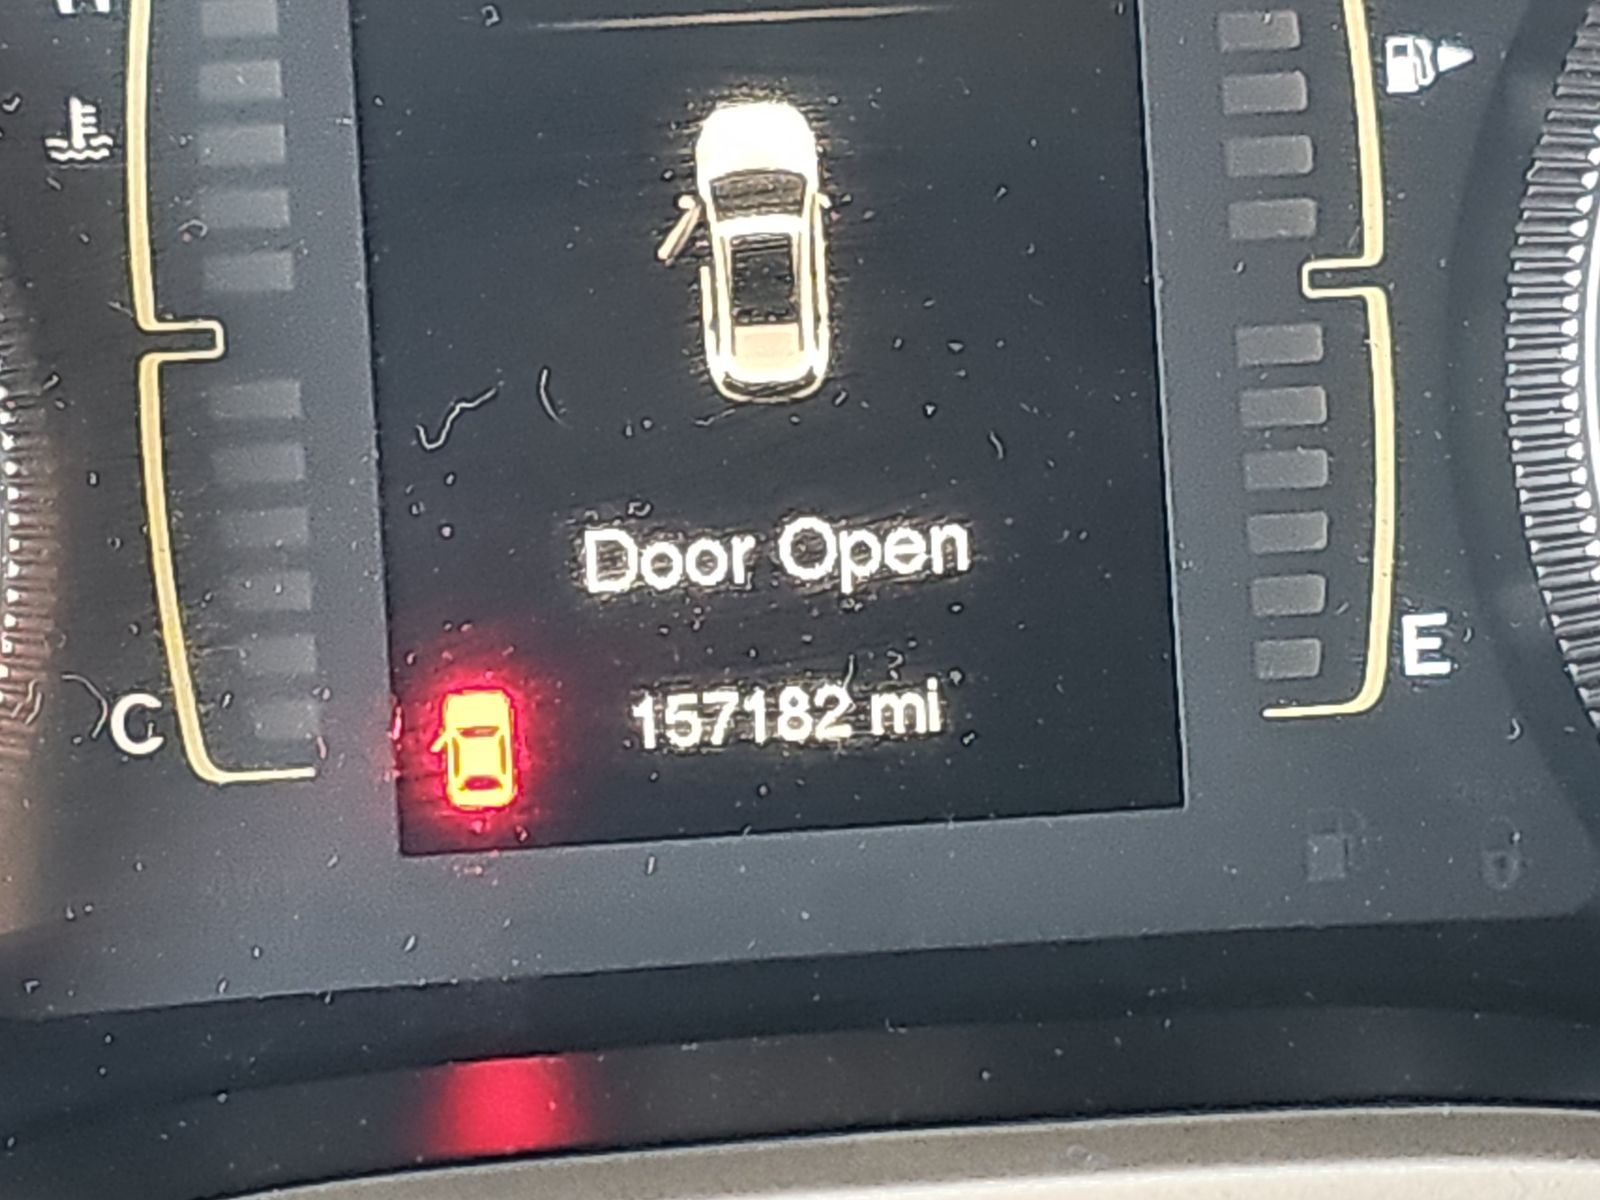 Door Open
157182 mi
C
E